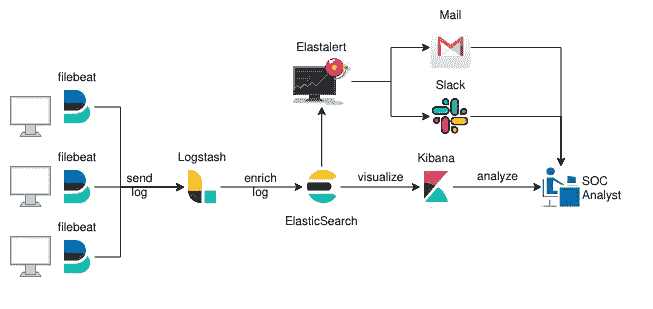 Mail
Elastalert
filebeat
Slack
filebeat
Logstash
Kibana
send
log
enrich
log
visualize
analyze
SOC
Analyst
ElasticSearch
filebeat